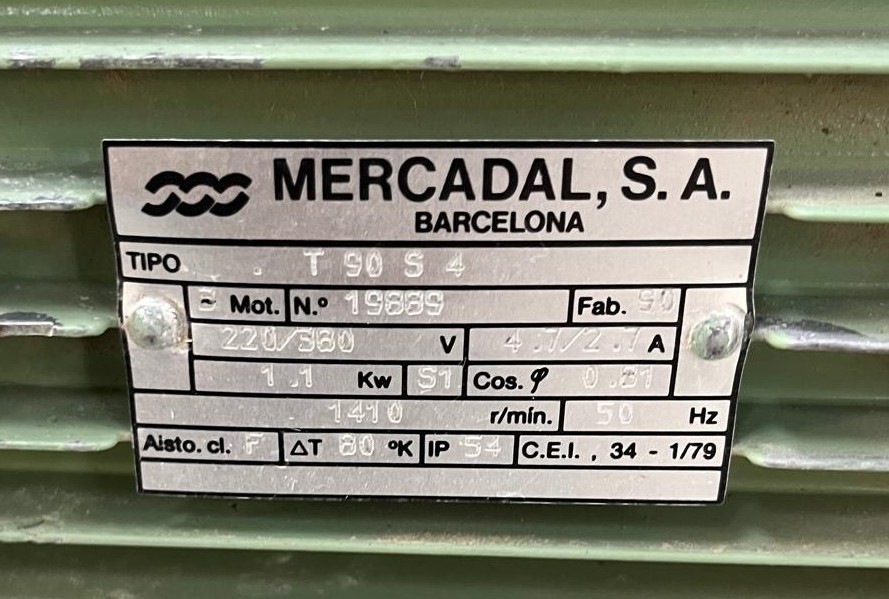 MERCADAL, S. A.
BARCELONA
TIPO . T 90 S 4
3 ~ Mot. N.º 19889 Fab. 90
220/380 V 4.7/2.7 A
1.1 Kw S1 Cos. φ 0.81
1410 r/min. 50 Hz
Aisto. cl. F ΔT 80 ºK IP 54 C.E.I. , 34 - 1/79